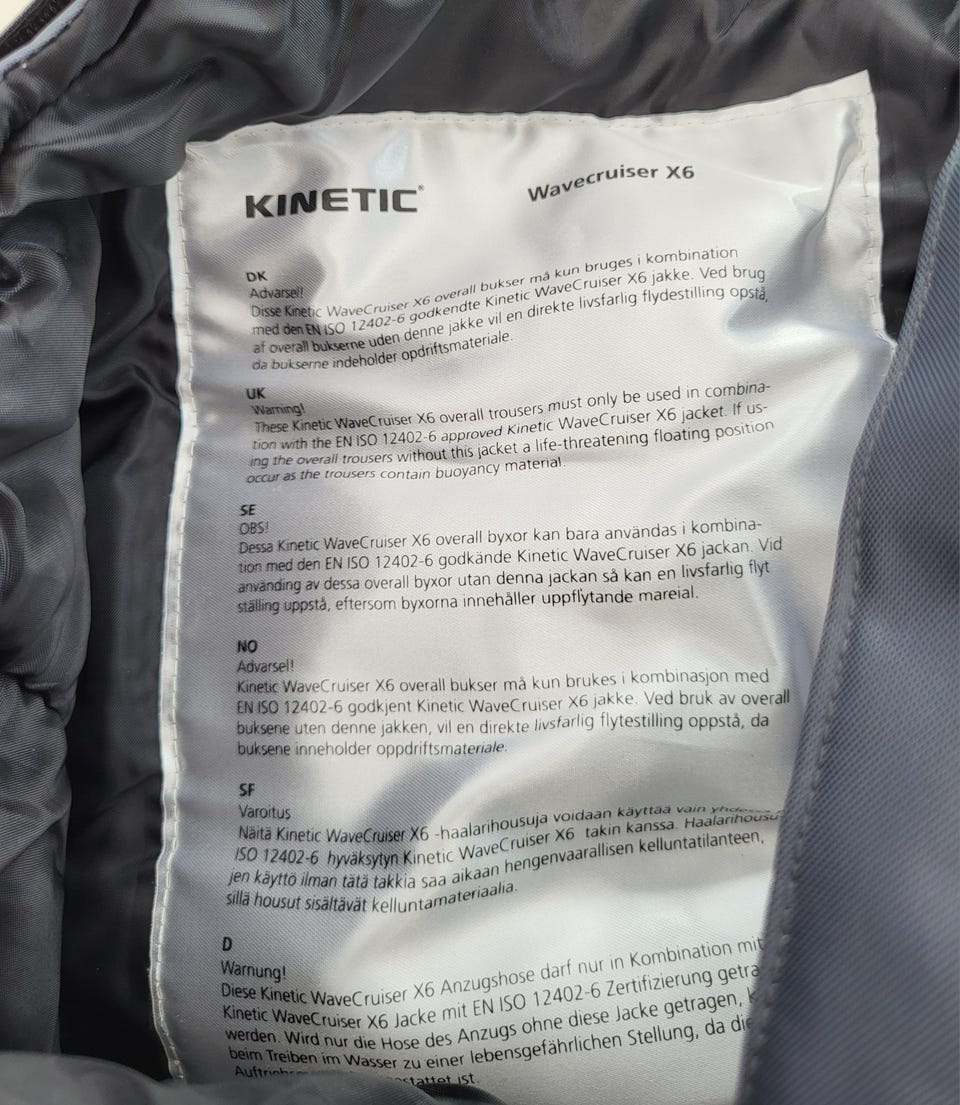 KINETIC®
Wavecruiser X6
DK
Advarsel!
Disse Kinetic WaveCruiser X6 overall bukser må kun bruges i kombination
med den EN ISO 12402-6 godkendte Kinetic WaveCruiser X6 jakke. Ved brug
af overall bukserne uden denne jakke vil en direkte livsfarlig flydestilling opstå,
da bukserne indeholder opdriftsmateriale.
UK
Warning!
These Kinetic WaveCruiser X6 overall trousers must only be used in combina-
tion with the EN ISO 12402-6 approved Kinetic WaveCruiser X6 jacket. If us-
ing the overall trousers without this jacket a life-threatening floating position
occur as the trousers contain buoyancy material.
SE
OBS!
Dessa Kinetic WaveCruiser X6 overall byxor kan bara användas i kombina-
tion med den EN ISO 12402-6 godkände Kinetic WaveCruiser X6 jackan. Vid
använding av dessa overall byxor utan denna jackan så kan en livsfarlig flyt
ställing uppstå, eftersom byxorna innehåller uppflytande mareial.
NO
Advarsel!
Kinetic WaveCruiser X6 overall bukser må kun brukes i kombinasjon med
EN ISO 12402-6 godkjent Kinetic WaveCruiser X6 jakke. Ved bruk av overall
buksene uten denne jakken, vil en direkte livsfarlig flytestilling oppstå, da
buksene inneholder oppdriftsmateriale.
SF
Varoitus
Näitä Kinetic WaveCruiser X6 -haalarihousuja voidaan käyttää vain
ISO 12402-6 hyväksytyn Kinetic WaveCruiser X6 takin kanssa. Haalarihousu-
jen käyttö ilman tätä takkia saa aikaan hengenvaarallisen kelluntatilanteen,
sillä housut sisältävät kelluntamateriaalia.
D
Warnung!
Diese Kinetic WaveCruiser X6 Anzugshose darf nur in Kombination mit
Kinetic WaveCruiser X6 Jacke mit EN ISO 12402-6 Zertifizierung getra
werden. Wird nur die Hose des Anzugs ohne diese Jacke getragen, k
beim Treiben im Wasser zu einer lebensgefährlichen Stellung, da die
ist.